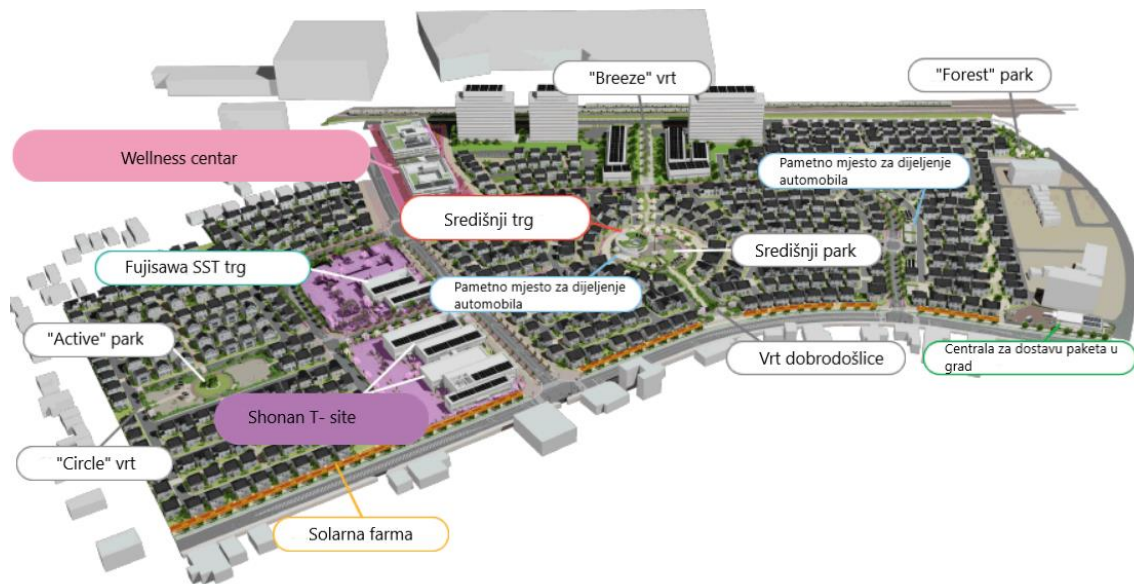 "Breeze" vrt
"Forest" park
Wellness centar
Pametno mjesto za dijeljenje
automobila
Središnji trg
Središnji park
Fujisawa SST trg
Pametno mjesto za dijeljenje
automobila
"Active" park
Vrt dobrodošlice
Centrala za dostavu paketa u
grad
Shonan T- site
"Circle" vrt
Solarna farma